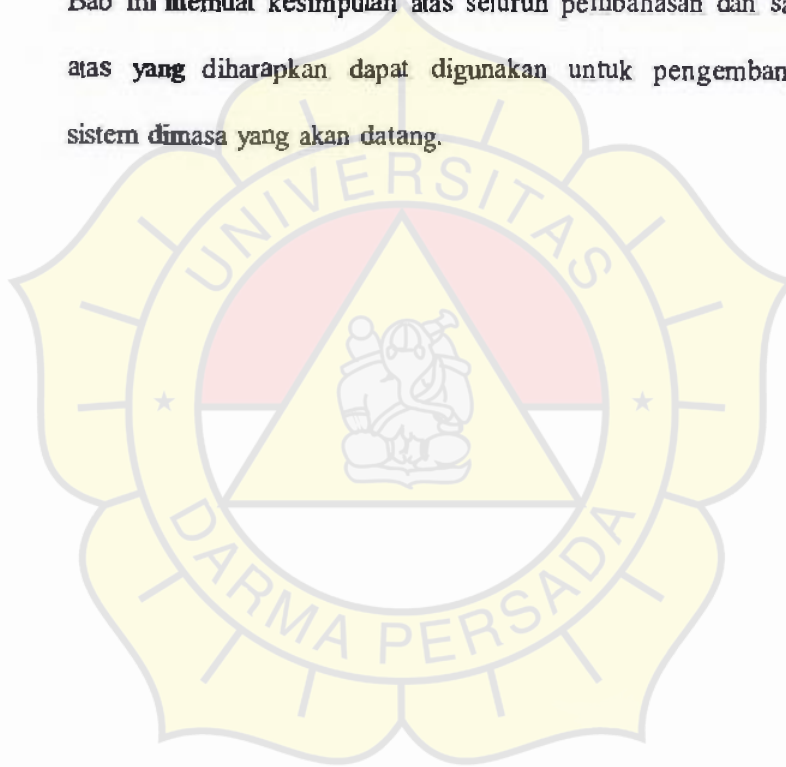 Bab ini memuat kesimpulan atas seluruh pembahasan dan sa
atas yang diharapkan dapat digunakan untuk pengemban
sistem dimasa yang akan datang.
UNIVERSITAS
DARMA PERSADA